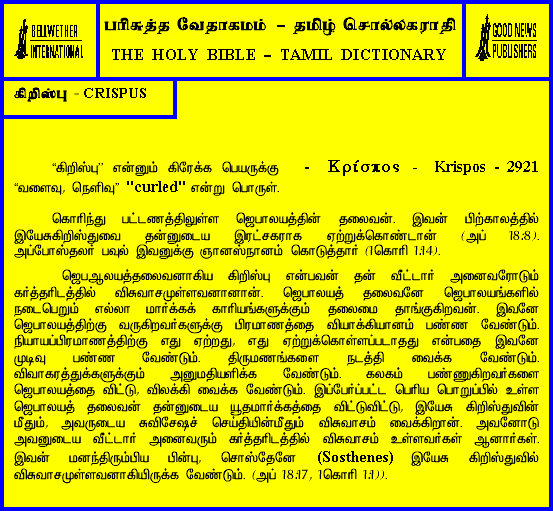 BELLWETHER
INTERNATIONAL
பரிசுத்த வேதாகமம் – தமிழ் சொல்லகராதி
THE HOLY BIBLE – TAMIL DICTIONARY
GOOD NEWS
PUBLISHERS
கிறிஸ்பு - CRISPUS
“கிறிஸ்பு” என்னும் கிரேக்க பெயருக்கு - Κρίσπος - Krispos - 2921
“வளைவு, நெளிவு” "curled" என்று பொருள்.
கொரிந்து பட்டணத்திலுள்ள ஜெபாலயத்தின் தலைவன். இவன் பிற்காலத்தில்
இயேசுகிறிஸ்துவை தன்னுடைய இரட்சகராக ஏற்றுக்கொண்டான் (அப் 18:8).
அப்போஸ்தலர் பவுல் இவனுக்கு ஞானஸ்நானம் கொடுத்தார் (1கொரி 1:14).
ஜெபஆலயத்தலைவனாகிய கிறிஸ்பு என்பவன் தன் வீட்டார் அனைவரோடும்
கர்த்தரிடத்தில் விசுவாசமுள்ளவனானான். ஜெபாலயத் தலைவனே ஜெபாலயங்களில்
நடைபெறும் எல்லா மார்க்கக் காரியங்களுக்கும் தலைமை தாங்குகிறவன். இவனே
ஜெபாலயத்திற்கு வருகிறவர்களுக்கு பிரமாணத்தை வியாக்கியானம் பண்ண வேண்டும்.
நியாயப்பிரமாணத்திற்கு எது ஏற்றது, எது ஏற்றுக்கொள்ளப்படாதது என்பதை இவனே
முடிவு பண்ண வேண்டும். திருமணங்களை நடத்தி வைக்க வேண்டும்.
விவாகரத்துக்களுக்கும் அனுமதியளிக்க வேண்டும். கலகம் பண்ணுகிறவர்களை
ஜெபாலயத்தை விட்டு, விலக்கி வைக்க வேண்டும். இப்பேர்ப்பட்ட பெரிய பொறுப்பில் உள்ள
ஜெபாலயத் தலைவன் தன்னுடைய யூதமார்க்கத்தை விட்டுவிட்டு, இயேசு கிறிஸ்துவின்
மீதும், அவருடைய சுவிசேஷச் செய்தியின்மீதும் விசுவாசம் வைக்கிறான். அவனோடு
அவனுடைய வீட்டார் அனைவரும் கர்த்தரிடத்தில் விசுவாசம் உள்ளவர்கள் ஆனார்கள்.
இவன் மனந்திரும்பிய பின்பு, சொஸ்தேனே (Sosthenes) இயேசு கிறிஸ்துவில்
விசுவாசமுள்ளவனாகியிருக்க வேண்டும். (அப் 18:17, 1கொரி 1:1)).